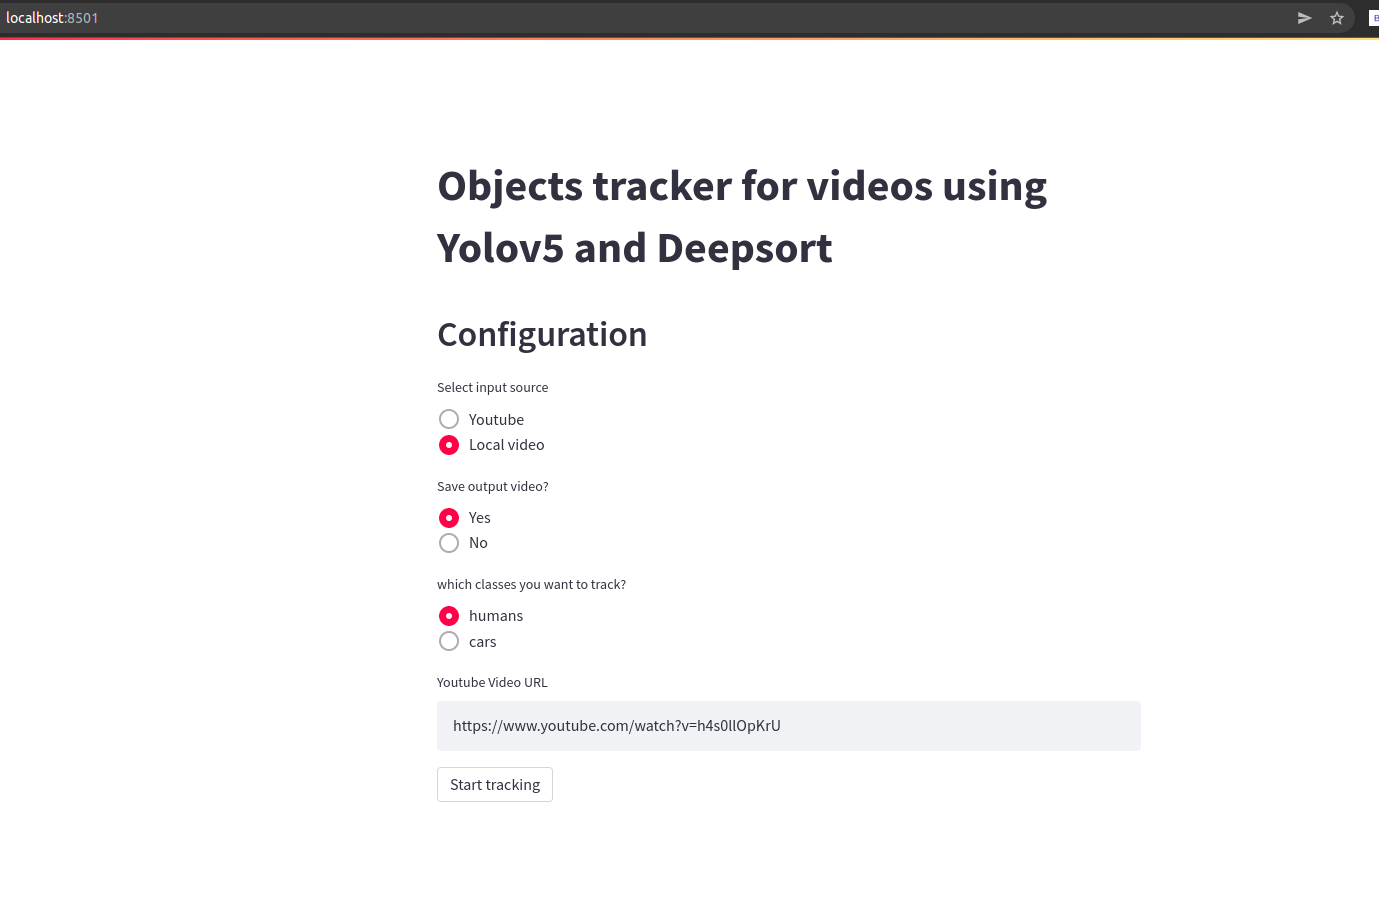 localhost:8501
Objects tracker for videos using
Yolov5 and Deepsort
Configuration
Select input source
Youtube
Local video
Save output video?
Yes
No
which classes you want to track?
humans
cars
Youtube Video URL
https://www.youtube.com/watch?v=h4s0llOpKrU
Start tracking